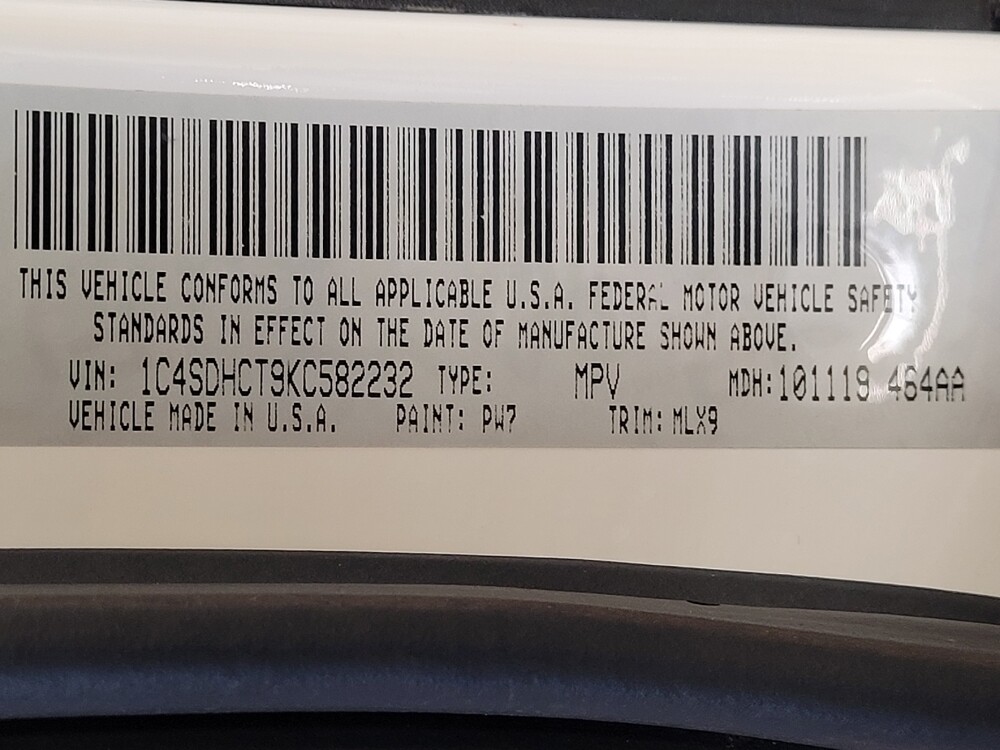 THIS VEHICLE CONFORMS TO ALL APPLICABLE U.S.A. FEDERAL MOTOR VEHICLE SAFETY
STANDARDS IN EFFECT ON THE DATE OF MANUFACTURE SHOWN ABOVE.
VIN: 1C4SDHCT9KC582232 TYPE: MPV MDH:101119 464AA
VEHICLE MADE IN U.S.A. PAINT: PW7 TRIM: MLX9